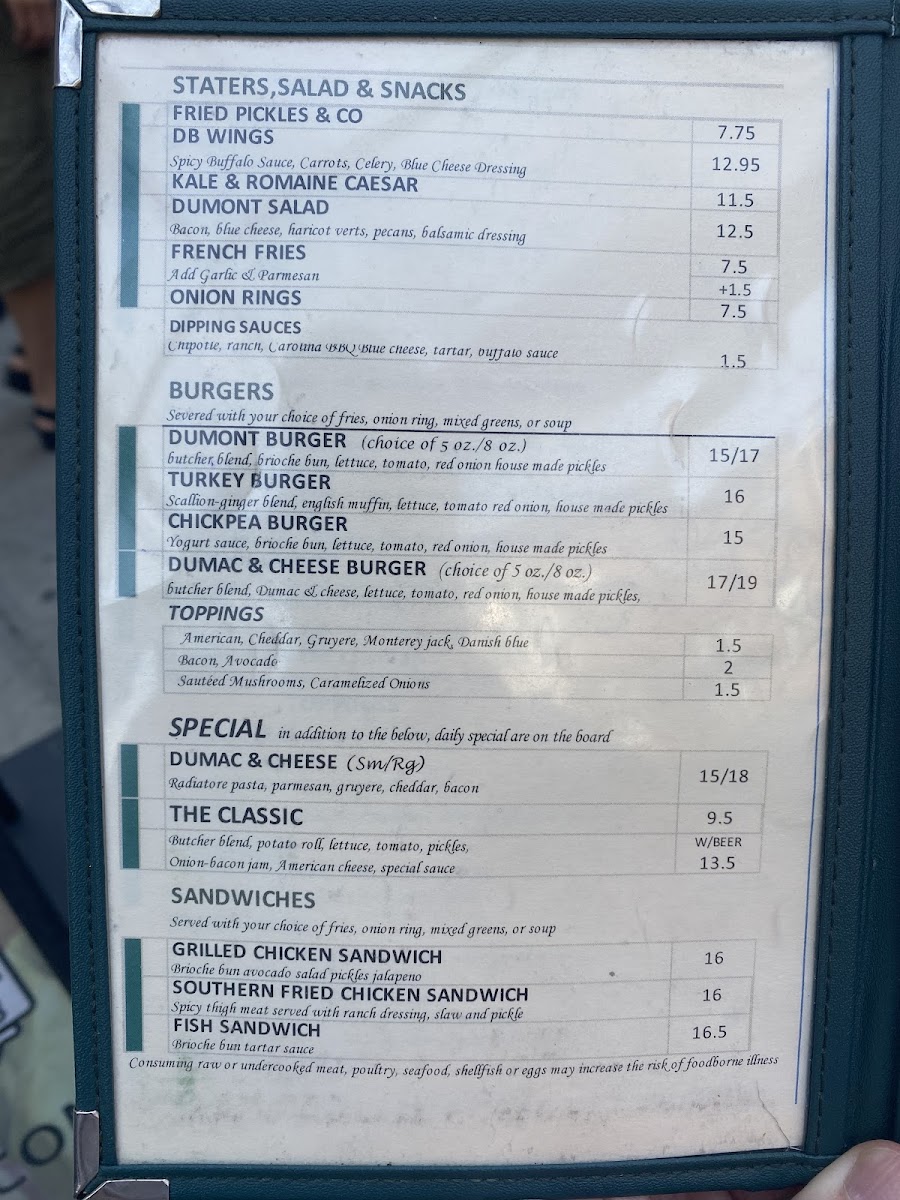 STATERS,SALAD & SNACKS
FRIED PICKLES & CO 7.75
DB WINGS 12.95
Spicy Buffalo Sauce, Carrots, Celery, Blue Cheese Dressing
KALE & ROMAINE CAESAR 11.5
DUMONT SALAD 12.5
Bacon, blue cheese, haricot verts, pecans, balsamic dressing
FRENCH FRIES 7.5
Add Garlic & Parmesan +1.5
ONION RINGS 7.5
DIPPING SAUCES
Chipotle, ranch, Carolina BBQ Blue cheese, tartar, buffalo sauce 1.5
BURGERS
Severed with your choice of fries, onion ring, mixed greens, or soup
DUMONT BURGER (choice of 5 oz./8 oz.) 15/17
butcher blend, brioche bun, lettuce, tomato, red onion house made pickles
TURKEY BURGER 16
Scallion-ginger blend, english muffin, lettuce, tomato red onion, house made pickles
CHICKPEA BURGER 15
Yogurt sauce, brioche bun, lettuce, tomato, red onion, house made pickles
DUMAC & CHEESE BURGER (choice of 5 oz./8 oz.) 17/19
butcher blend, Dumac & cheese, lettuce, tomato, red onion, house made pickles,
TOPPINGS
American, Cheddar, Gruyere, Monterey jack, Danish blue 1.5
Bacon, Avocado 2
Sautéed Mushrooms, Caramelized Onions 1.5
SPECIAL in addition to the below, daily special are on the board
DUMAC & CHEESE (Sm/Rg) 15/18
Radiatore pasta, parmesan, gruyere, cheddar, bacon
THE CLASSIC 9.5
Butcher blend, potato roll, lettuce, tomato, pickles, W/BEER
Onion-bacon jam, American cheese, special sauce 13.5
SANDWICHES
Served with your choice of fries, onion ring, mixed greens, or soup
GRILLED CHICKEN SANDWICH 16
Brioche bun avocado salad pickles jalapeno
SOUTHERN FRIED CHICKEN SANDWICH 16
Spicy thigh meat served with ranch dressing, slaw and pickle
FISH SANDWICH 16.5
Brioche bun tartar sauce
Consuming raw or undercooked meat, poultry, seafood, shellfish or eggs may increase the risk of foodborne illness